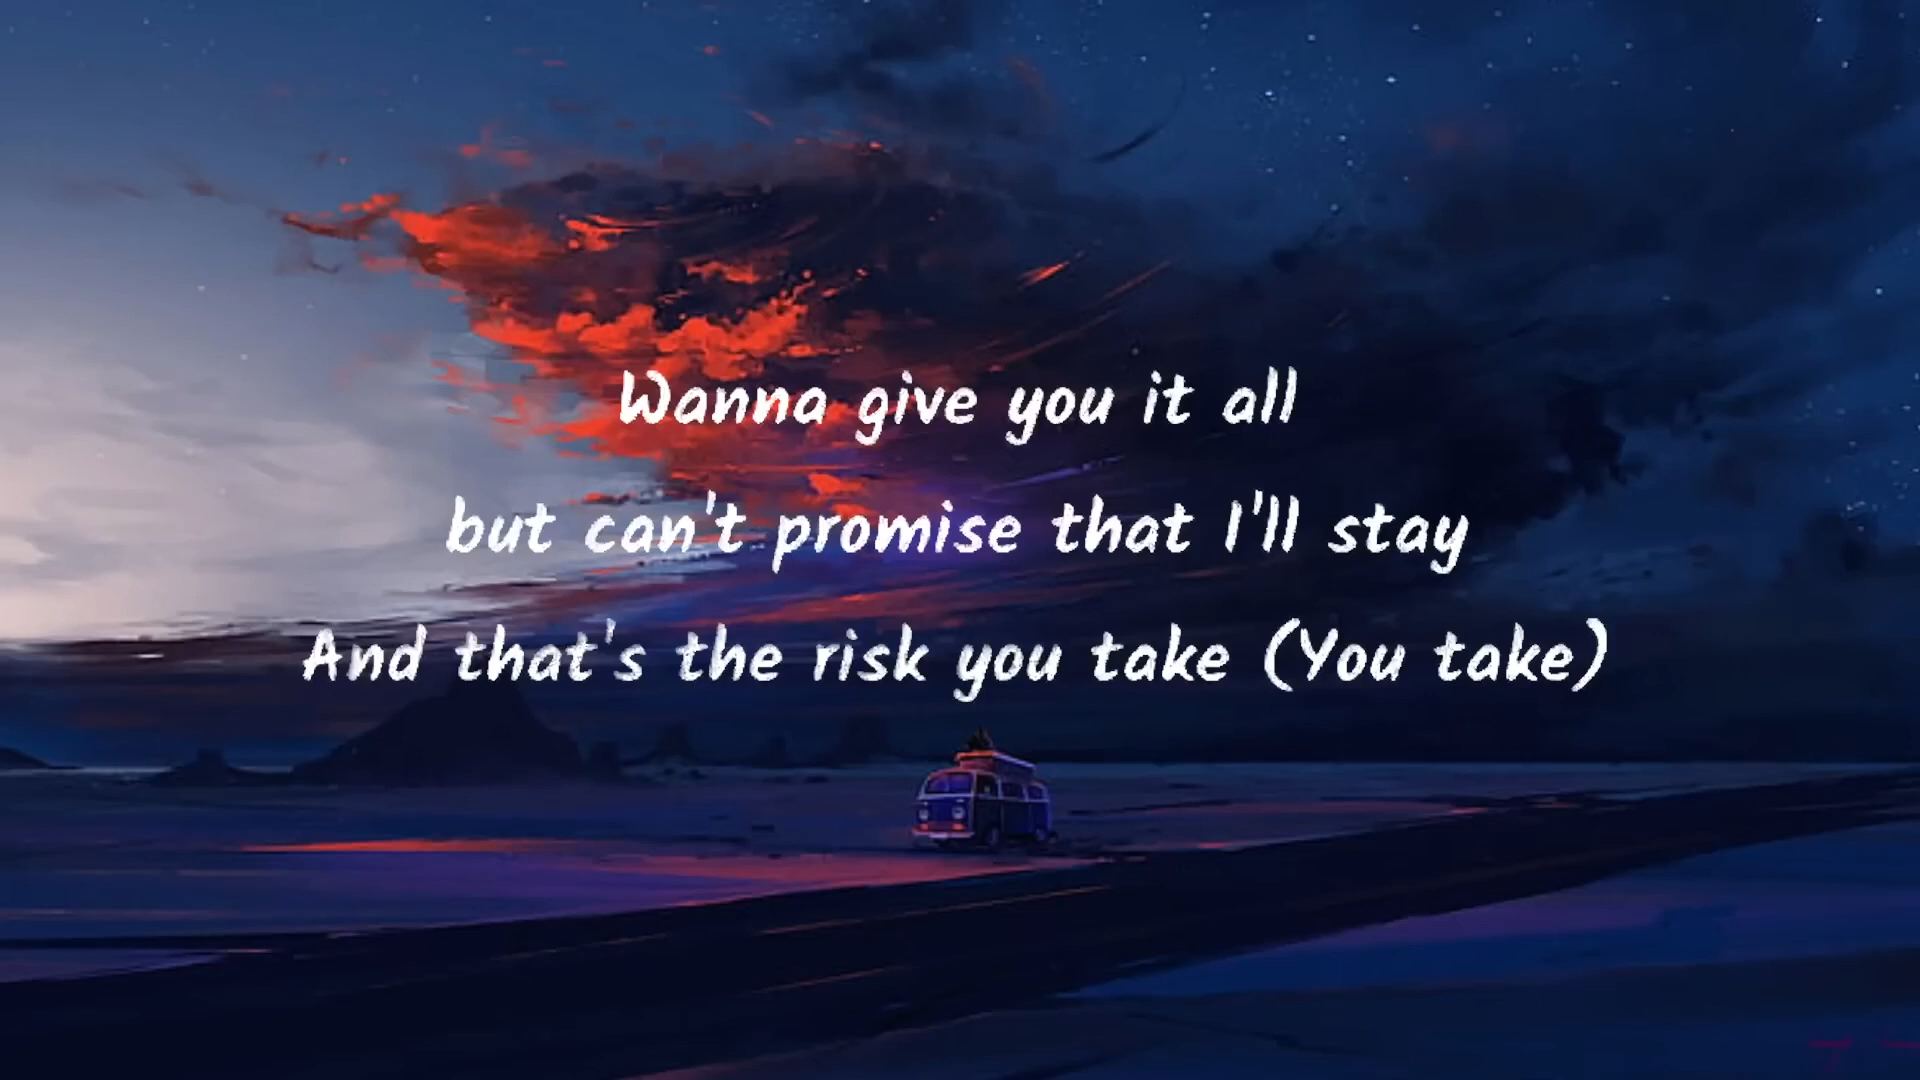 Wanna give you it all
but can't promise that I'll stay
And that's the risk you take (You take)